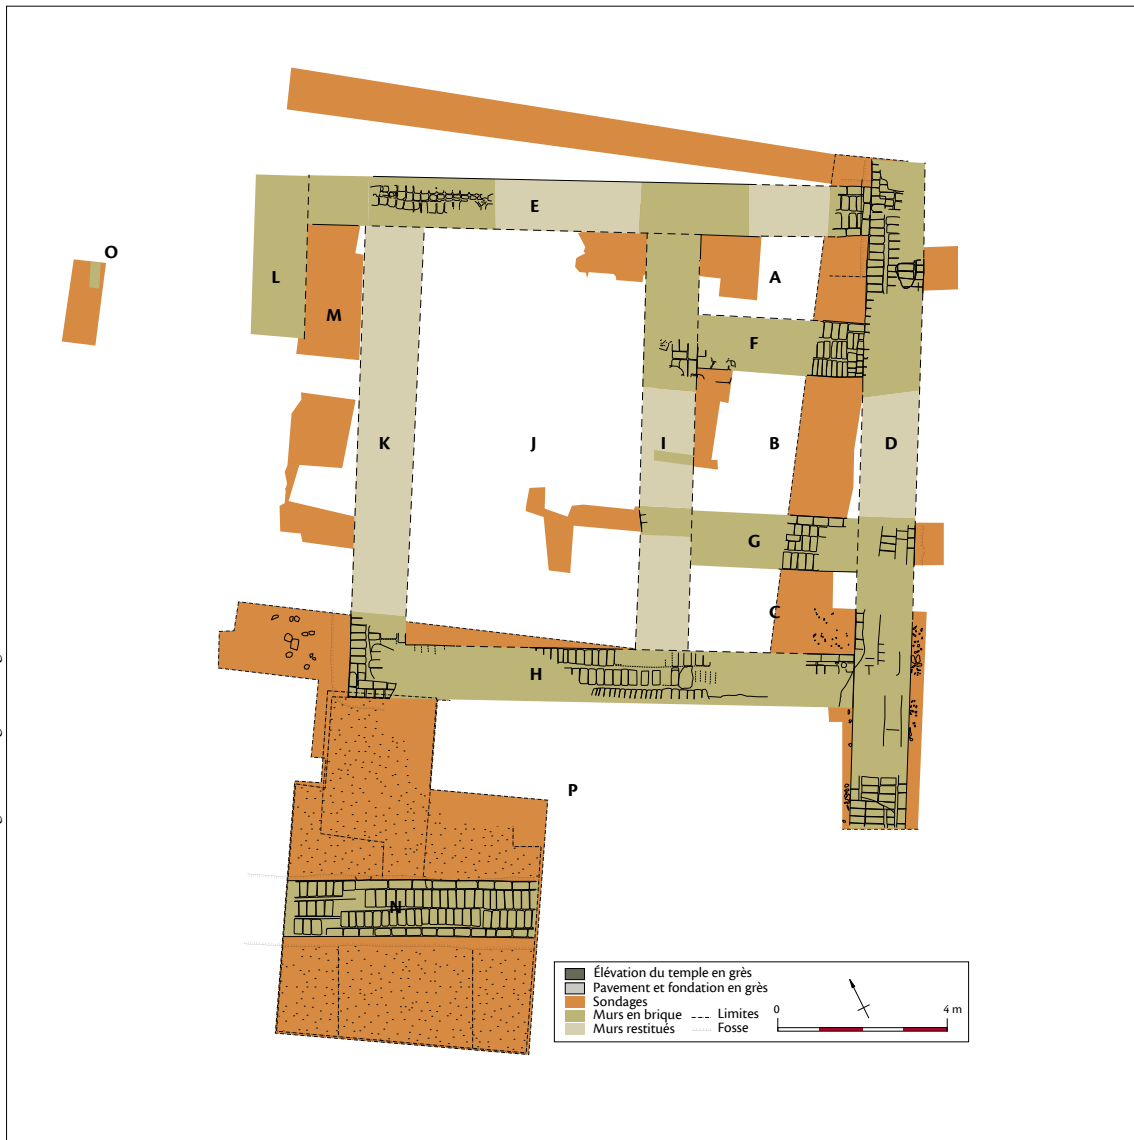 O
E
A
L
M
F
K
J
I
B
D
G
C
H
P
N
Élévation du temple en grès
Pavement et fondation en grès
Sondages
Murs en brique
Murs restitués
Limites
Fosse
0
4 m